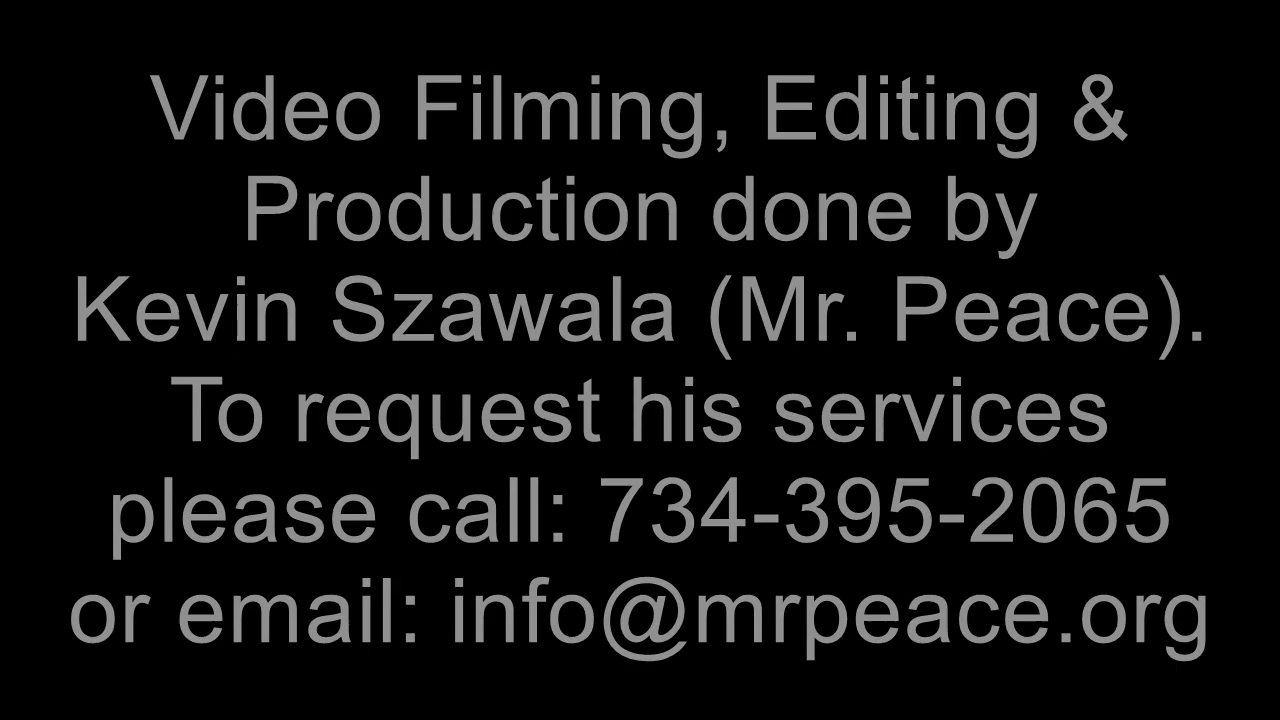 Video Filming, Editing &
Production done by
Kevin Szawala (Mr. Peace).
To request his services
please call: 734-395-2065
or email: info@mrpeace.org